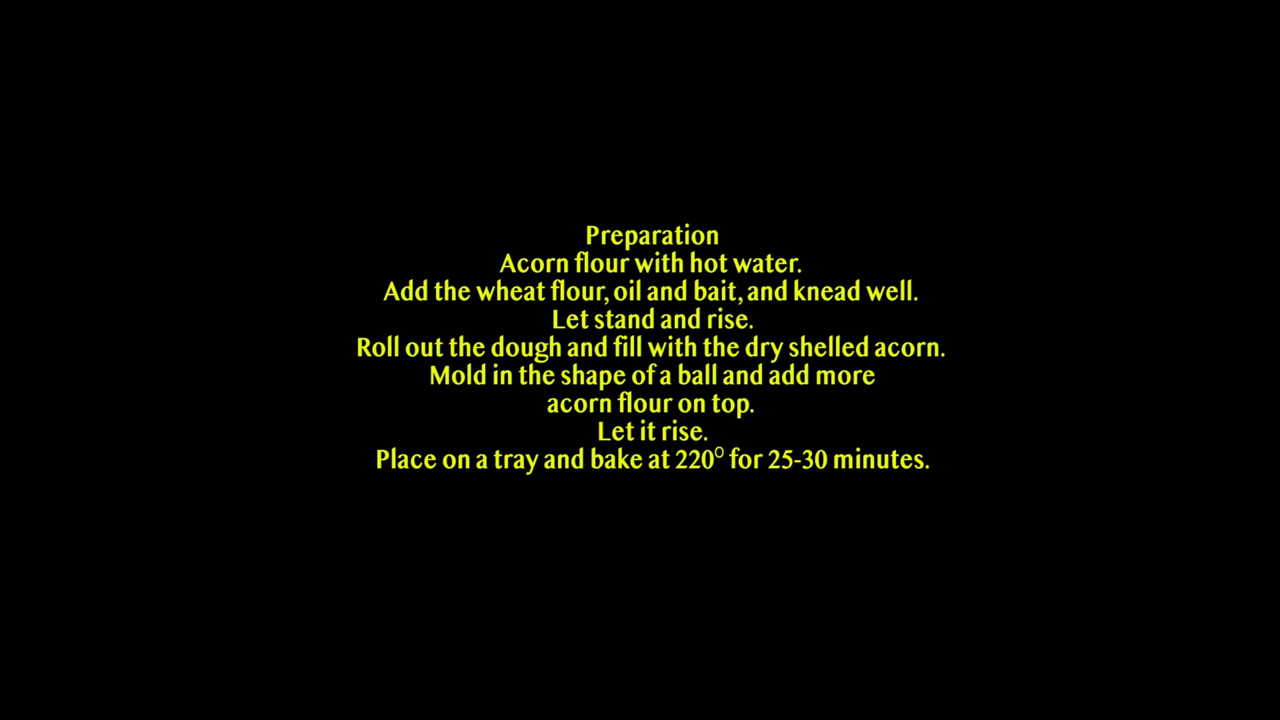 Preparation
Acorn flour with hot water.
Add the wheat flour, oil and bait, and knead well.
Let stand and rise.
Roll out the dough and fill with the dry shelled acorn.
Mold in the shape of a ball and add more
acorn flour on top.
Let it rise.
Place on a tray and bake at 220º for 25-30 minutes.